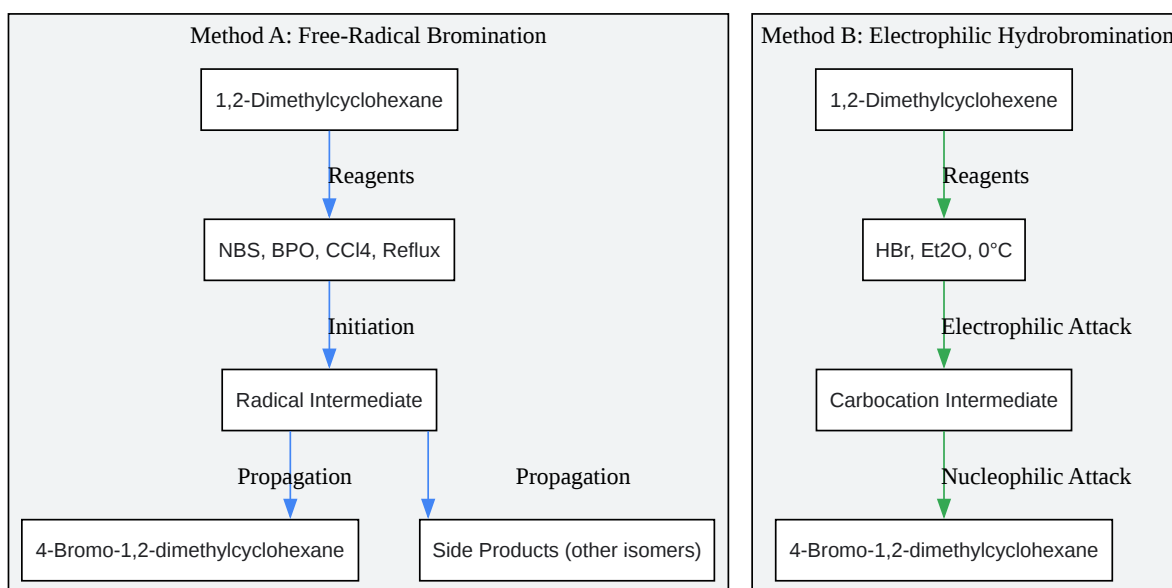 Method A: Free-Radical Bromination
1,2-Dimethylcyclohexane
Reagents
NBS, BPO, CCl4, Reflux
Initiation
Radical Intermediate
Propagation
Propagation
4-Bromo-1,2-dimethylcyclohexane
Side Products (other isomers)
Method B: Electrophilic Hydrobromination
1,2-Dimethylcyclohexene
Reagents
HBr, Et2O, 0°C
Electrophilic Attack
Carbocation Intermediate
Nucleophilic Attack
4-Bromo-1,2-dimethylcyclohexane